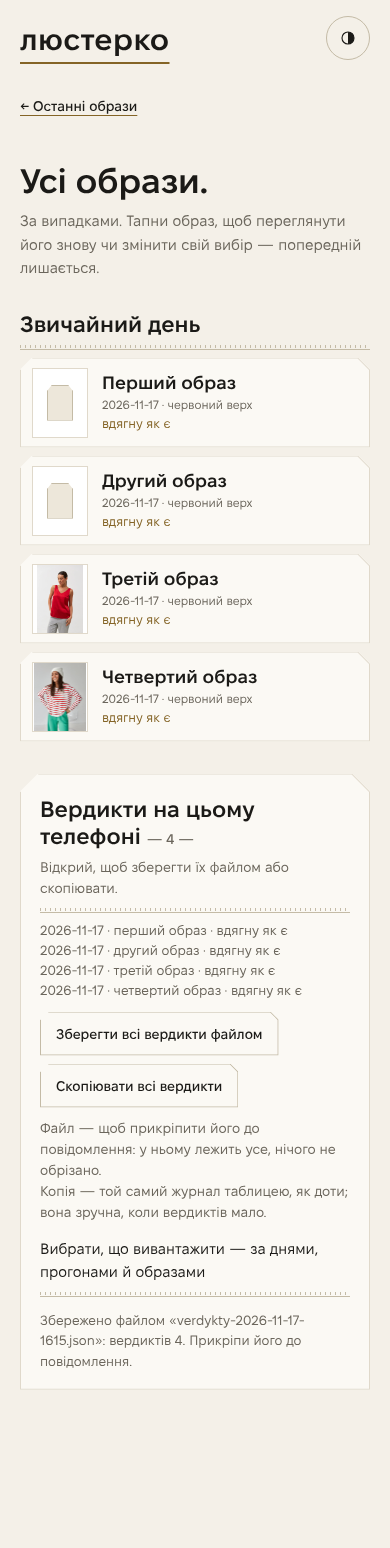 люстерко
← Останні образи
Усі образи.
За випадками. Тапни образ, щоб переглянути
його знову чи змінити свій вибір — попередній
лишається.
Звичайний день
Перший образ
2026-11-17 · червоний верх
вдягну як є
Другий образ
2026-11-17 · червоний верх
вдягну як є
Третій образ
2026-11-17 · червоний верх
вдягну як є
Четвертий образ
2026-11-17 · червоний верх
вдягну як є
Вердикти на цьому
телефоні — 4 —
Відкрий, щоб зберегти їх файлом або
скопіювати.
2026-11-17 · перший образ · вдягну як є
2026-11-17 · другий образ · вдягну як є
2026-11-17 · третій образ · вдягну як є
2026-11-17 · четвертий образ · вдягну як є
Зберегти всі вердикти файлом
Скопіювати всі вердикти
Файл — щоб прикріпити його до
повідомлення: у ньому лежить усе, нічого не
обрізано.
Копія — той самий журнал таблицею, як доти;
вона зручна, коли вердиктів мало.
Вибрати, що вивантажити — за днями,
прогонами й образами
Збережено файлом «verdykty-2026-11-17-
1615.json»: вердиктів 4. Прикріпи його до
повідомлення.